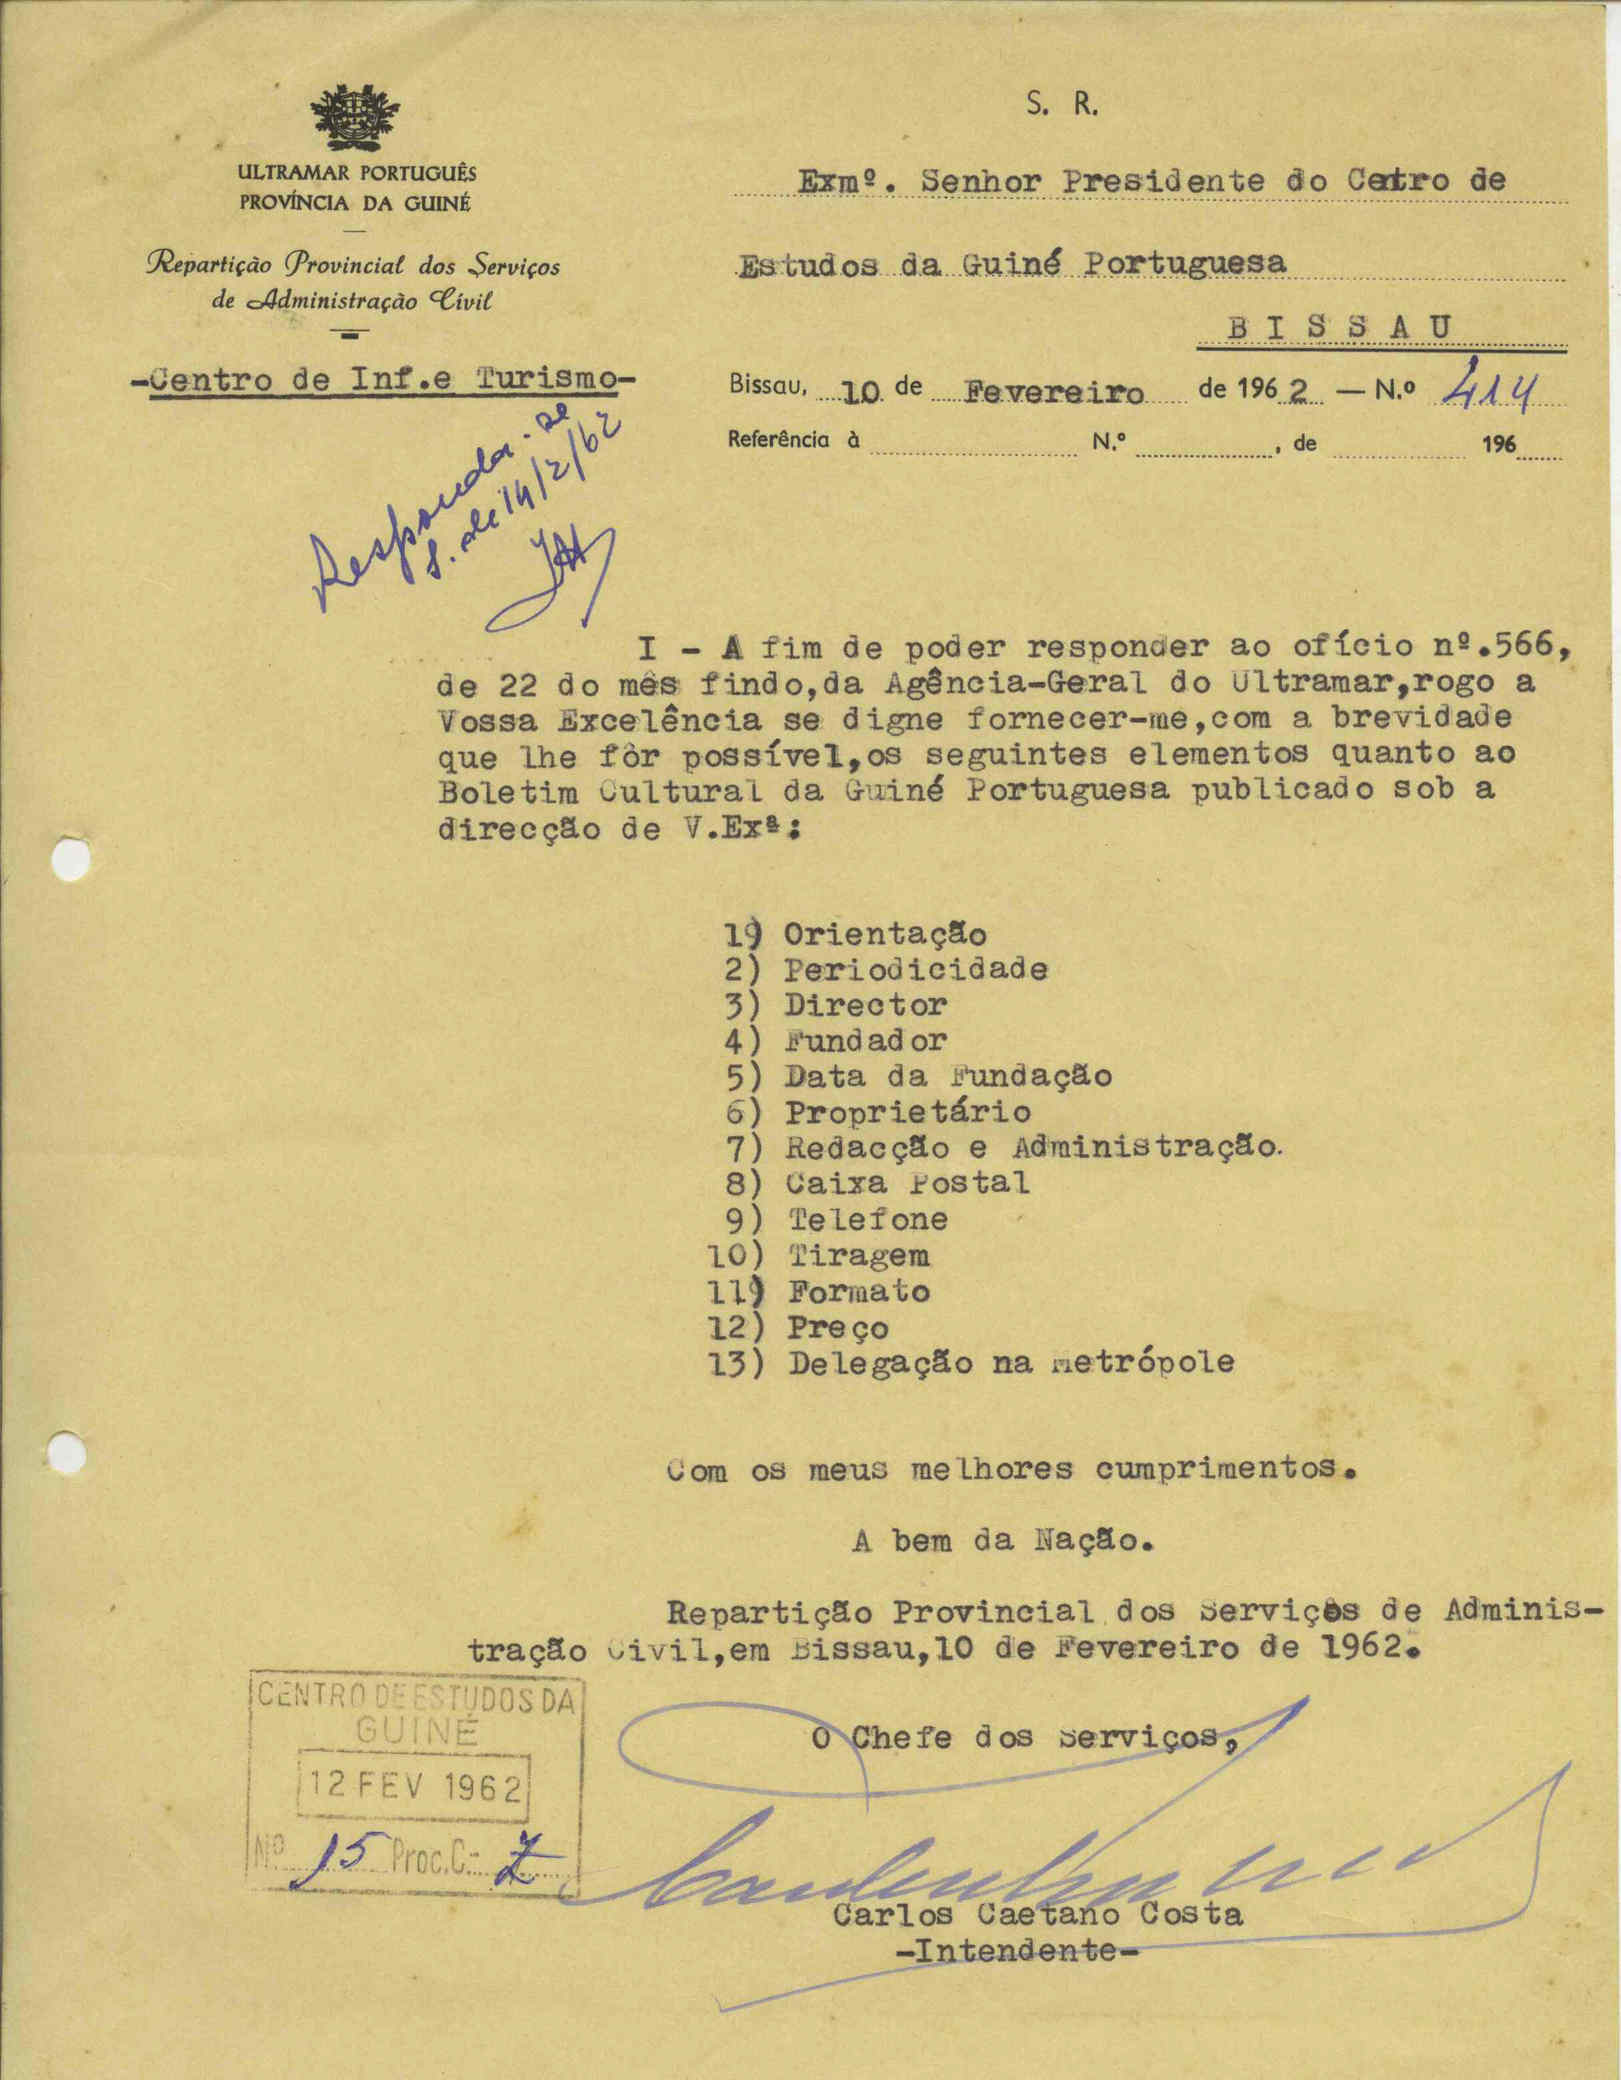 ULTRAMAR PORTUGUÊS
PROVÍNCIA DA GUINÉ
Repartição Provincial dos Serviços
de Administração Civil
-Centro de Inf.e Turismo-
S. R.
Exmº. Senhor Presidente do Cetro de
Estudos da Guiné Portuguesa
B I S S A U
Bissau, 10 de Fevereiro de 1962 — N.º 414
Referência à N.º , de 196
Responder-se
14/2/62
I - A fim de poder responder ao ofício nº.566,
de 22 do mês findo,da Agência-Geral do Ultramar,rogo a
Vossa Excelência se digne fornecer-me,com a brevidade
que lhe fôr possível,os seguintes elementos quanto ao
Boletim Cultural da Guiné Portuguesa publicado sob a
direcção de V.Exª:
1) Orientação
2) Periodicidade
3) Director
4) Fundador
5) Data da Fundação
6) Proprietário
7) Redacção e Administração.
8) Caixa Postal
9) Telefone
10) Tiragem
11) Formato
12) Preço
13) Delegação na Metrópole
Com os meus melhores cumprimentos.
A bem da Nação.
Repartição Provincial dos Serviços de Adminis-
tração Civil,em Bissau,10 de Fevereiro de 1962.
O Chefe dos Serviços,
Carlos Caetano Costa
-Intendente-
CENTRO DE ESTUDOS DA
GUINÉ
12 FEV 1962
Nº 15 Proc.C.- 7